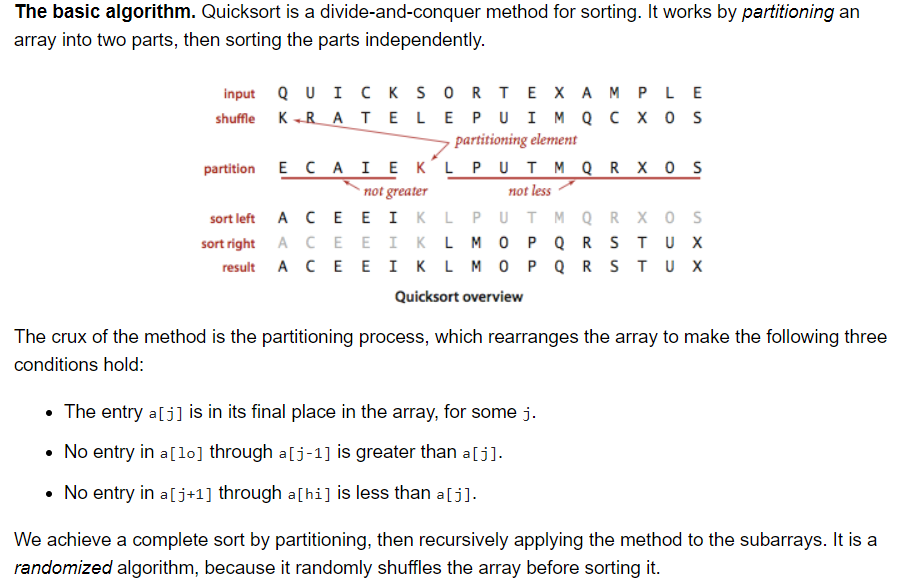 The basic algorithm. Quicksort is a divide-and-conquer method for sorting. It works by partitioning an
array into two parts, then sorting the parts independently.
input Q U I C K S O R T E X A M P L E
shuffle K R A T E L E P U I M Q C X O S
partitioning element
partition E C A I E K L P U T M Q R X O S
not greater not less
sort left A C E E I K L P U T M Q R X O S
sort right A C E E I K L M O P Q R S T U X
result A C E E I K L M O P Q R S T U X
Quicksort overview
The crux of the method is the partitioning process, which rearranges the array to make the following three
conditions hold:
• The entry a[j] is in its final place in the array, for some j.
• No entry in a[lo] through a[j-1] is greater than a[j].
• No entry in a[j+1] through a[hi] is less than a[j].
We achieve a complete sort by partitioning, then recursively applying the method to the subarrays. It is a
randomized algorithm, because it randomly shuffles the array before sorting it.